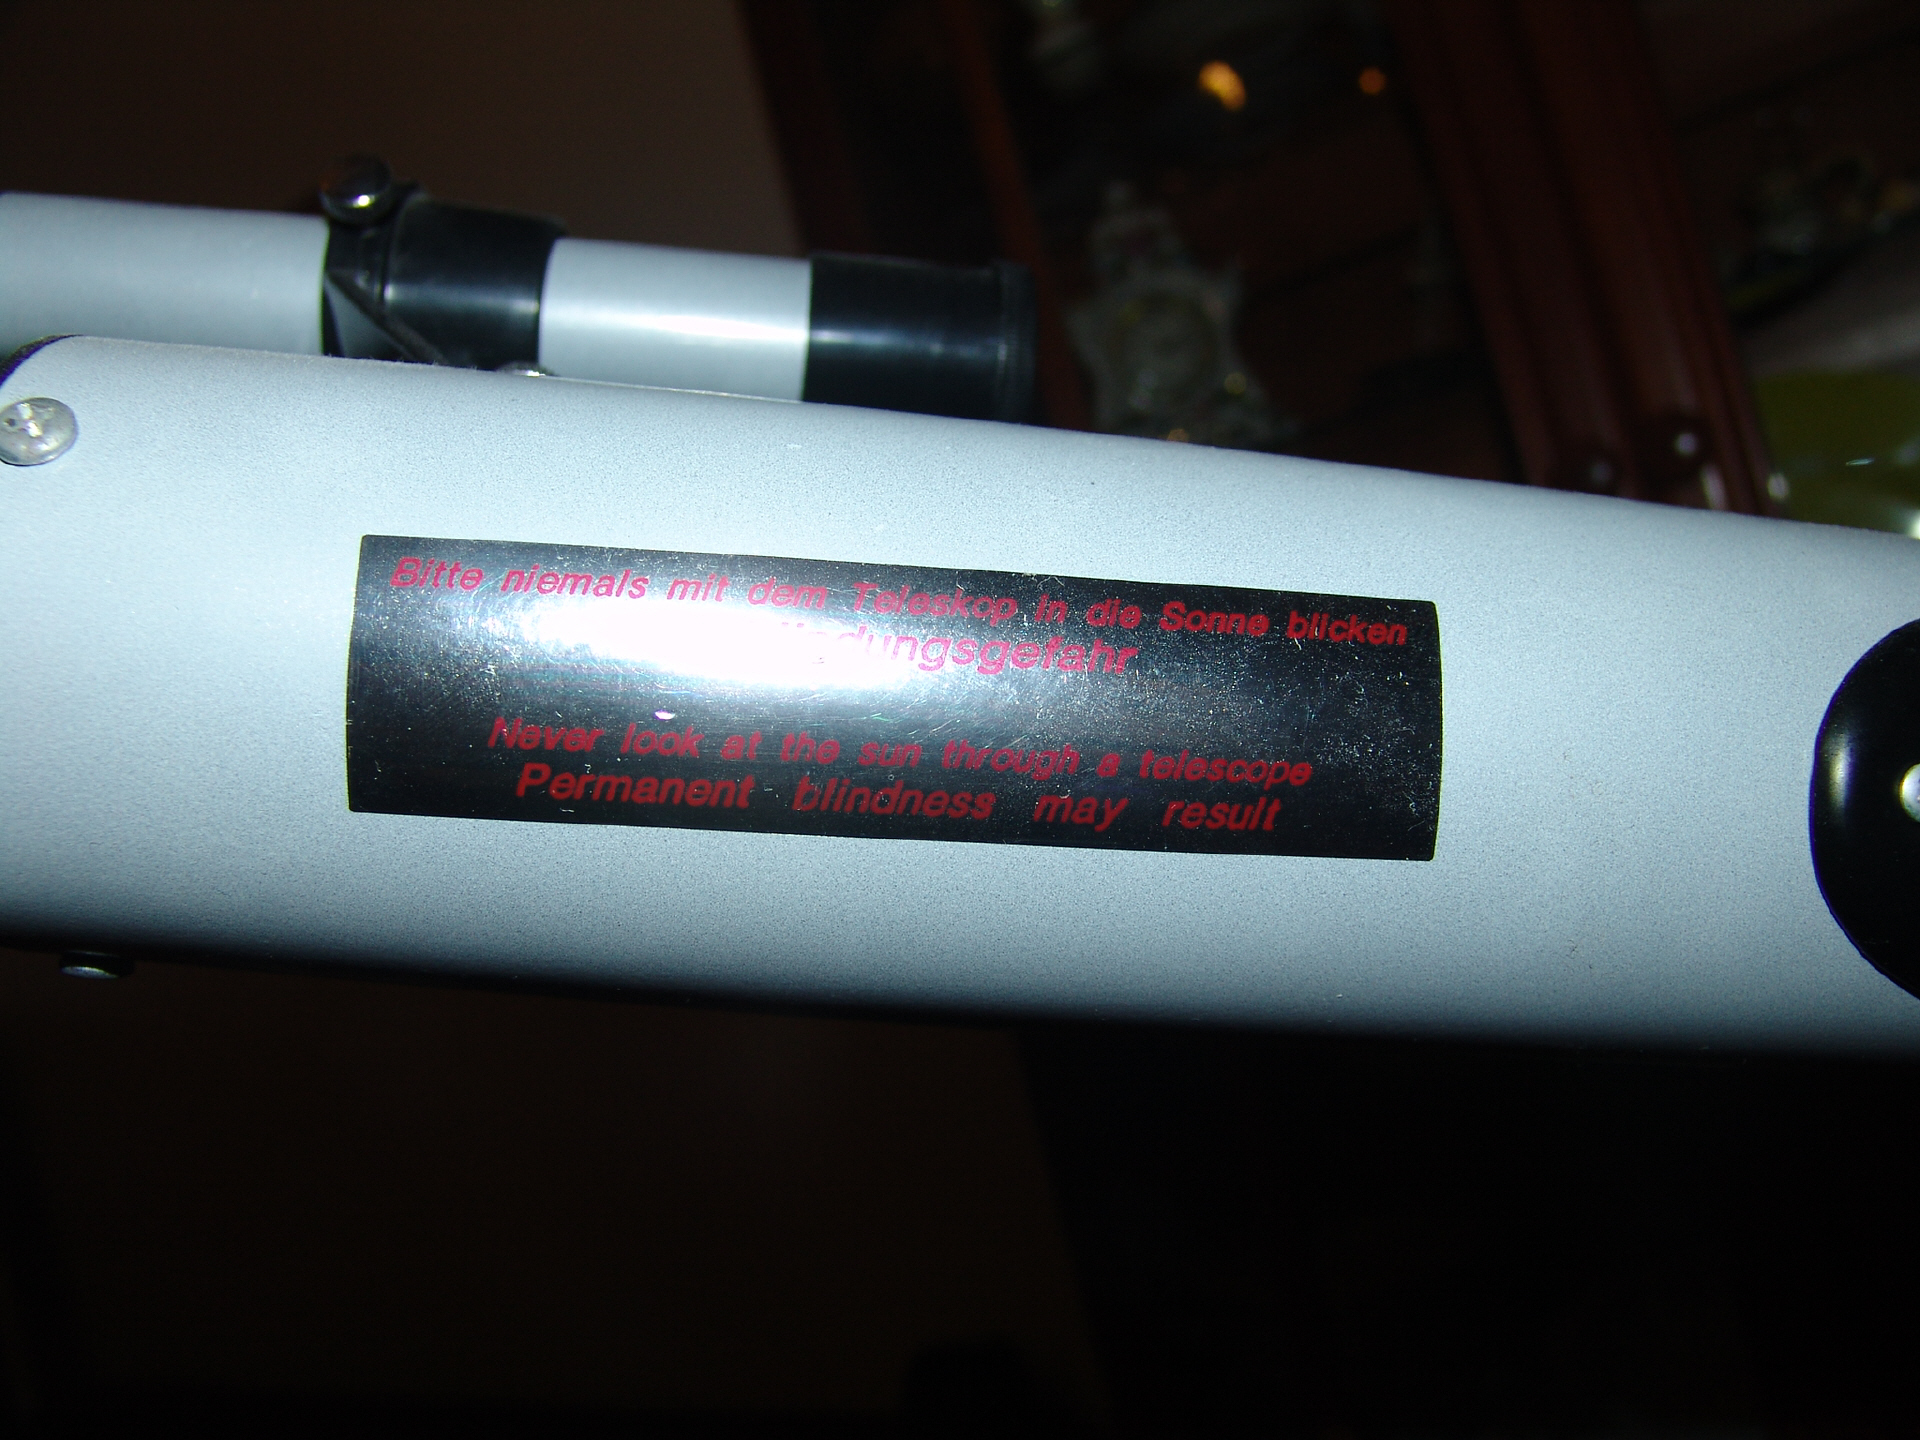 Bitte niemals mit dem Teleskop in die Sonne blicken
Never look at the sun through a telescope
Permanent blindness may result